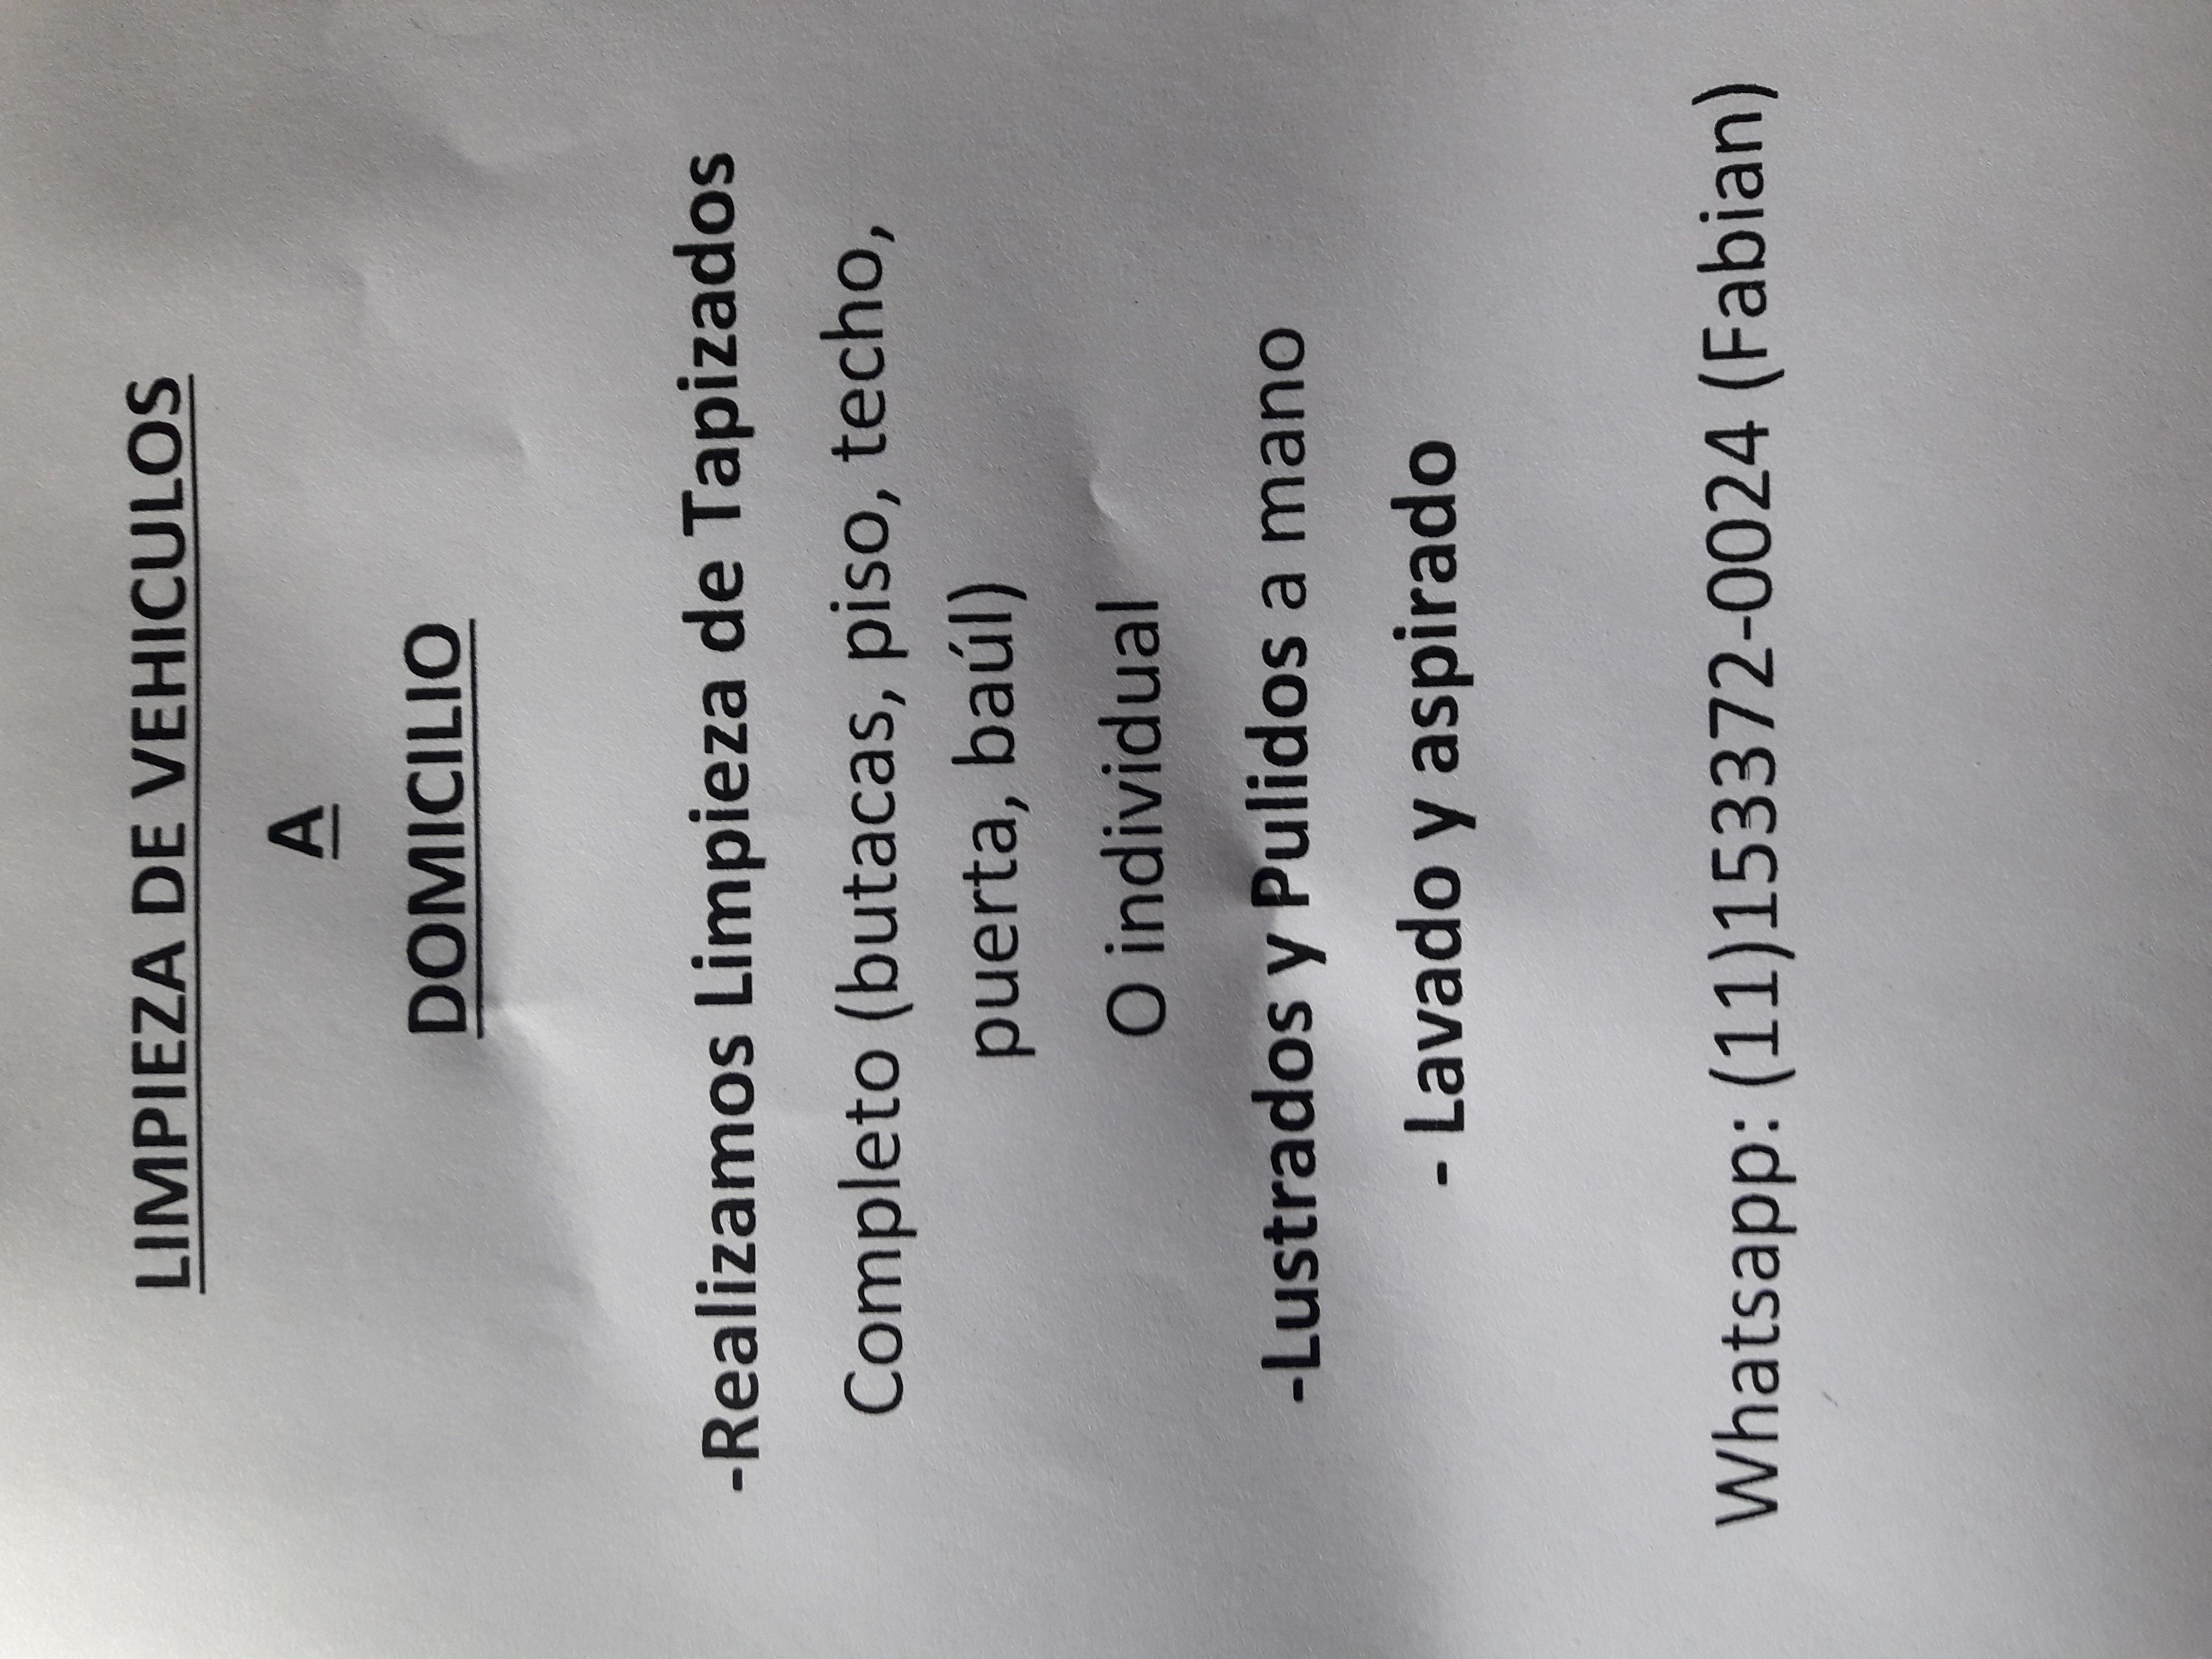 LIMPIEZA DE VEHICULOS
A
DOMICILIO
-Realizamos Limpieza de Tapizados
Completo (butacas, piso, techo,
puerta, baúl)
O individual
-Lustrados y Pulidos a mano
- Lavado y aspirado
Whatsapp: (11)153372-0024 (Fabian)